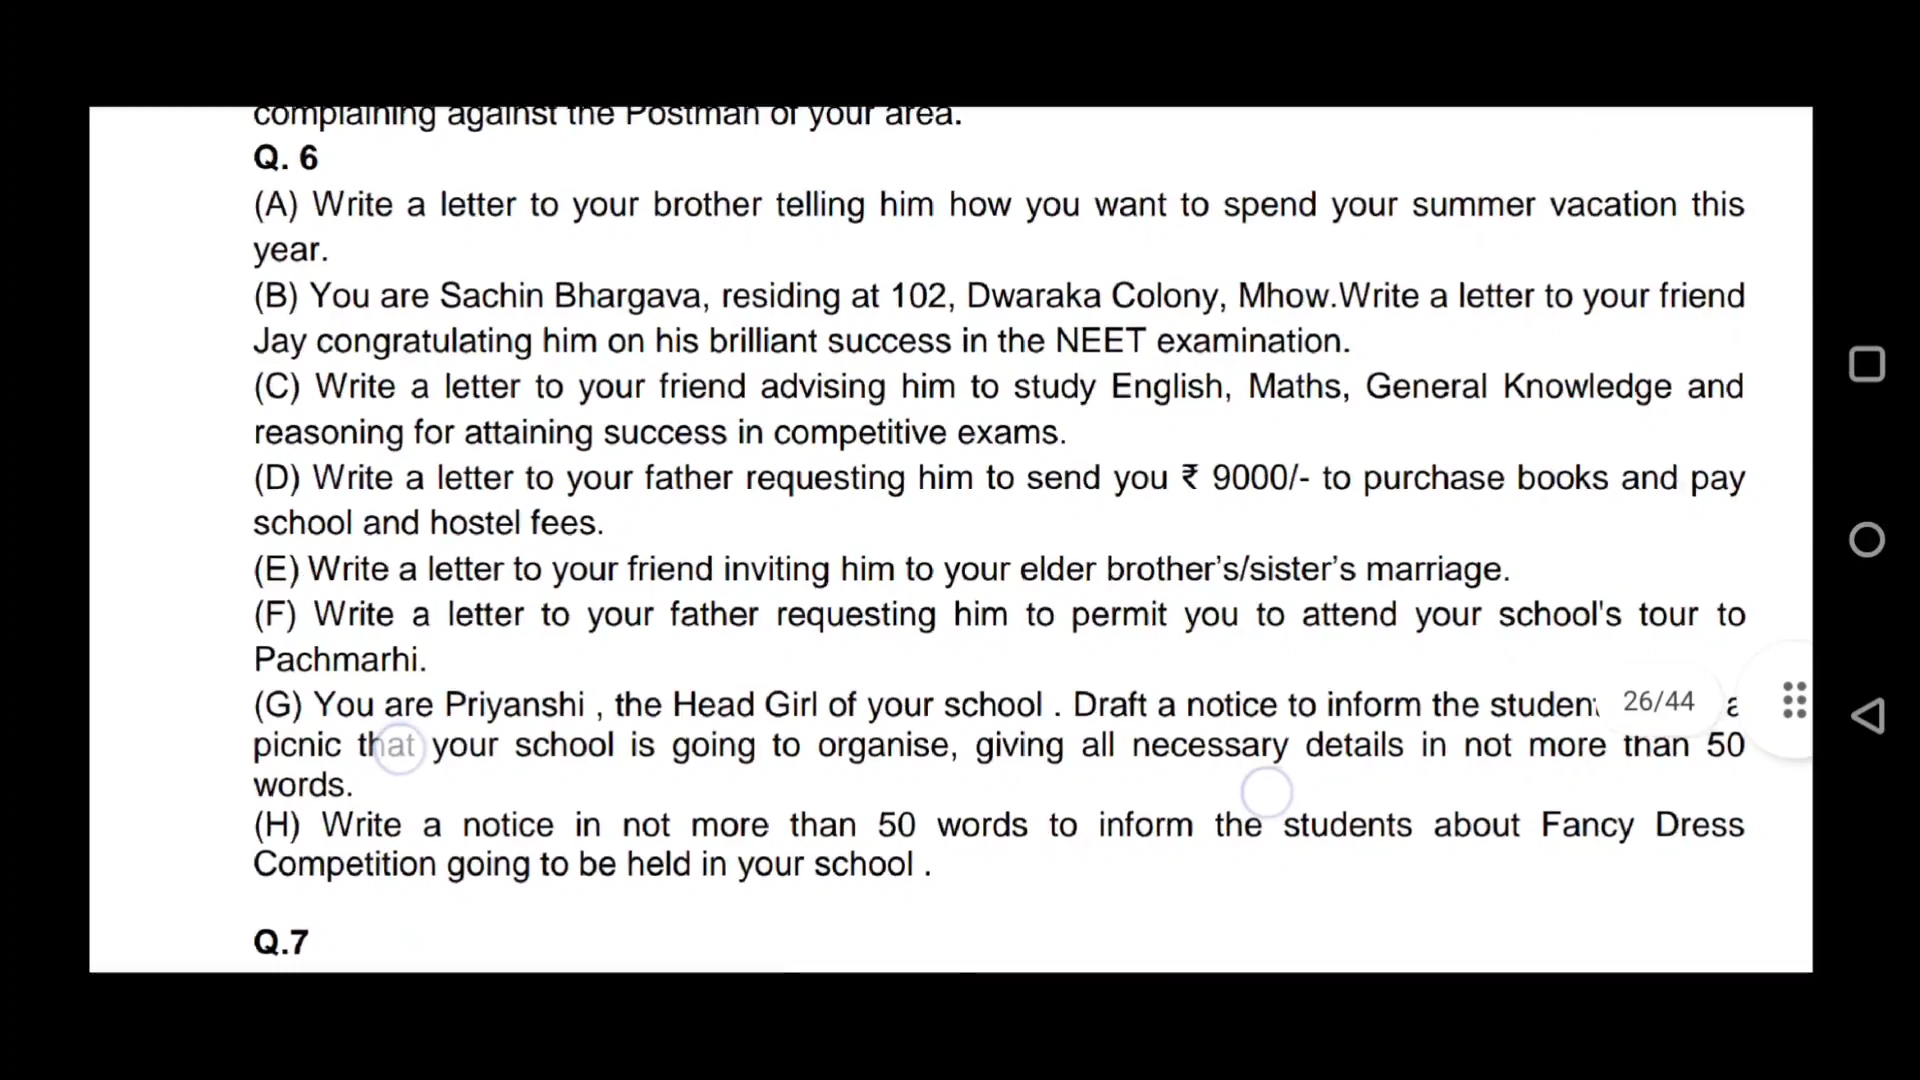 complaining against the Postman of your area.
Q. 6
(A) Write a letter to your brother telling him how you want to spend your summer vacation this
year.
(B) You are Sachin Bhargava, residing at 102, Dwaraka Colony, Mhow.Write a letter to your friend
Jay congratulating him on his brilliant success in the NEET examination.
(C) Write a letter to your friend advising him to study English, Maths, General Knowledge and
reasoning for attaining success in competitive exams.
(D) Write a letter to your father requesting him to send you ₹ 9000/- to purchase books and pay
school and hostel fees.
(E) Write a letter to your friend inviting him to your elder brother’s/sister’s marriage.
(F) Write a letter to your father requesting him to permit you to attend your school's tour to
Pachmarhi.
(G) You are Priyanshi , the Head Girl of your school . Draft a notice to inform the 26/44
picnic that your school is going to organise, giving all necessary details in not more than 50
words.
(H) Write a notice in not more than 50 words to inform the students about Fancy Dress
Competition going to be held in your school .
Q.7